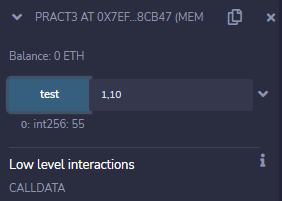 PRACT3 AT 0X7EF...8CB47 (MEM
Balance: 0 ETH
test 1,10
0: int256: 55
Low level interactions
i
CALLDATA